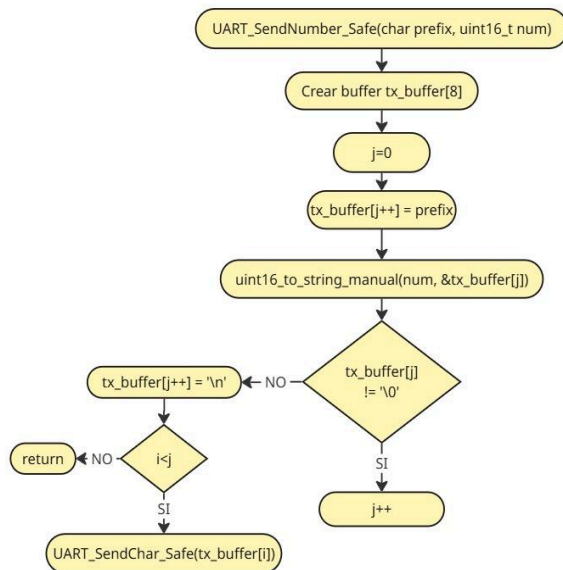 UART_SendNumber_Safe(char prefix, uint16_t num)
Crear buffer tx_buffer[8]
j=0
tx_buffer[j++] = prefix
uint16_to_string_manual(num, &tx_buffer[j])
tx_buffer[j]
!= '\0'
NO
tx_buffer[j++] = '\n'
i<j
NO
return
SI
UART_SendChar_Safe(tx_buffer[i])
SI
j++